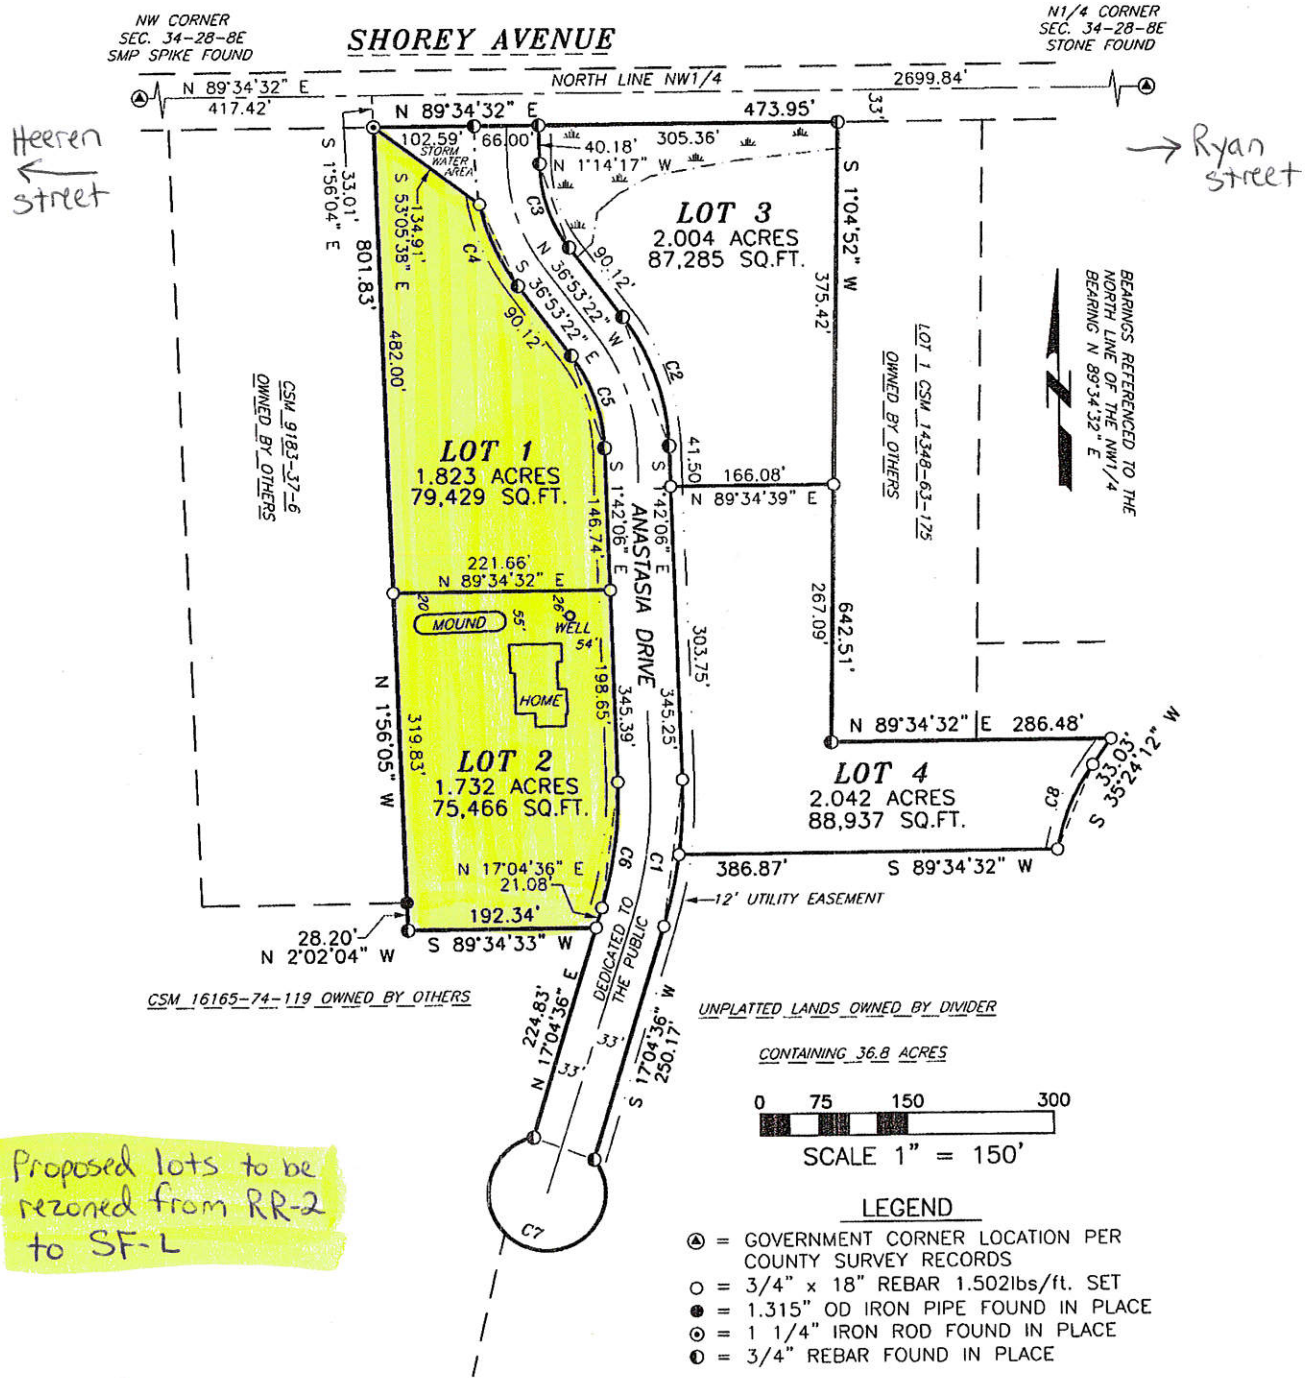 NW CORNER
SEC. 34-28-8E
SMP SPIKE FOUND
SHOREY AVENUE
N1/4 CORNER
SEC. 34-28-8E
STONE FOUND
NORTH LINE NW1/4
2699.84'
N 89°34'32" E
417.42'
N 89°34'32" E
473.95'
33'
102.59'
66.00'
305.36'
40.18'
N 1°14'17" W
STORM
WATER
AREA
Heeren
street
Ryan
street
33.01'
S 1°56'04" E
801.83'
482.00'
S 53°05'38" E
134.91'
C4
C3
S 36°53'22" E
90.12'
N 36°53'22" W
90.12'
C5
C2
LOT 3
2.004 ACRES
87,285 SQ.FT.
S 1°04'52" W
375.42'
LOT 1 CSM 14348-63-175
OWNED BY OTHERS
BEARINGS REFERENCED TO THE
NORTH LINE OF THE NW1/4
BEARING N 89°34'32" E
N
CSM 9183-37-6
OWNED BY OTHERS
LOT 1
1.823 ACRES
79,429 SQ.FT.
41.50
166.08'
N 89°34'39" E
S 1°42'06" E
146.74'
S 1°42'06" E
ANASTASIA DRIVE
221.66'
N 89°34'32" E
20'
MOUND
55'
26'
WELL
54'
HOME
198.65'
345.39'
345.25'
303.75'
267.09'
642.51'
N 1°56'05" W
319.83'
LOT 2
1.732 ACRES
75,466 SQ.FT.
N 89°34'32" E
286.48'
33.03'
S 35°24'12" W
C8
LOT 4
2.042 ACRES
88,937 SQ.FT.
386.87'
S 89°34'32" W
12' UTILITY EASEMENT
C6
C1
N 17°04'36" E
21.08'
192.34'
S 89°34'33" W
28.20'
N 2°02'04" W
DEDICATED TO
THE PUBLIC
CSM 16165-74-119 OWNED BY OTHERS
224.83'
N 17°04'36" E
33'
33'
S 17°04'36" W
250.17'
UNPLATTED LANDS OWNED BY DIVIDER
CONTAINING 36.8 ACRES
0 75 150 300
SCALE 1" = 150'
C7
Proposed lots to be
rezoned from RR-2
to SF-L
LEGEND
= GOVERNMENT CORNER LOCATION PER
COUNTY SURVEY RECORDS
= 3/4" x 18" REBAR 1.502lbs/ft. SET
= 1.315" OD IRON PIPE FOUND IN PLACE
= 1 1/4" IRON ROD FOUND IN PLACE
= 3/4" REBAR FOUND IN PLACE